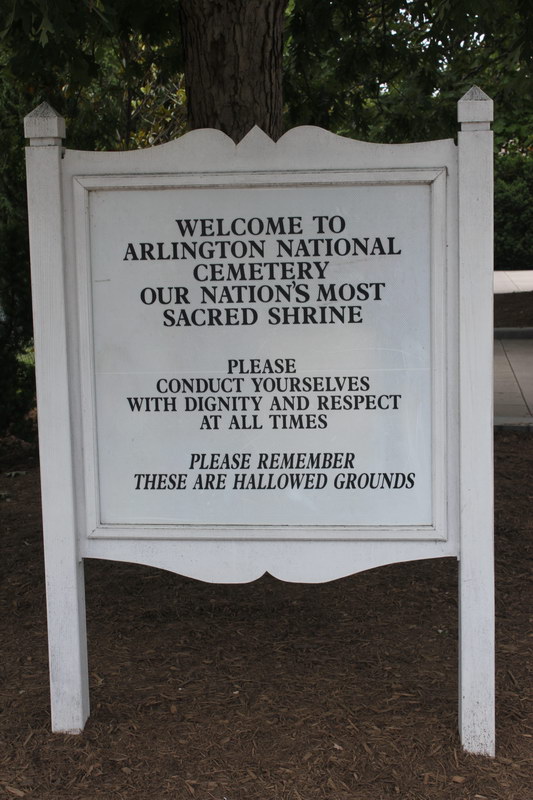 WELCOME TO
ARLINGTON NATIONAL
CEMETERY
OUR NATION'S MOST
SACRED SHRINE
PLEASE
CONDUCT YOURSELVES
WITH DIGNITY AND RESPECT
AT ALL TIMES
PLEASE REMEMBER
THESE ARE HALLOWED GROUNDS